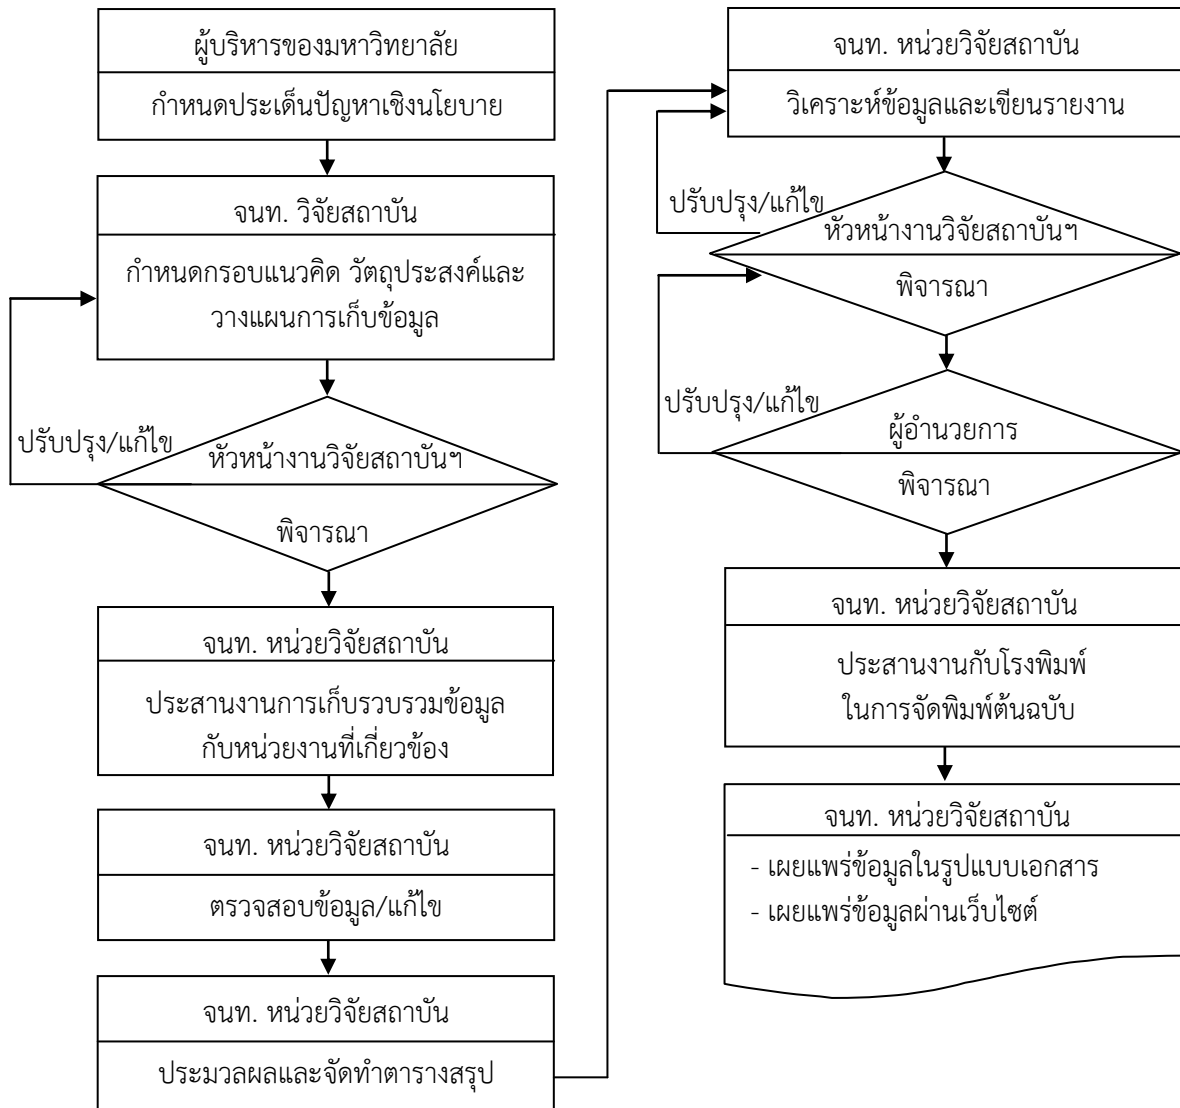 ผู้บริหารของมหาวิทยาลัย
กำหนดประเด็นปัญหาเชิงนโยบาย
จนท. วิจัยสถาบัน
กำหนดกรอบแนวคิด วัตถุประสงค์และ
วางแผนการเก็บข้อมูล
ปรับปรุง/แก้ไข
หัวหน้างานวิจัยสถาบันฯ
พิจารณา
จนท. หน่วยวิจัยสถาบัน
ประสานงานการเก็บรวบรวมข้อมูล
กับหน่วยงานที่เกี่ยวข้อง
จนท. หน่วยวิจัยสถาบัน
ตรวจสอบข้อมูล/แก้ไข
จนท. หน่วยวิจัยสถาบัน
ประมวลผลและจัดทำตารางสรุป
จนท. หน่วยวิจัยสถาบัน
วิเคราะห์ข้อมูลและเขียนรายงาน
ปรับปรุง/แก้ไข
หัวหน้างานวิจัยสถาบันฯ
พิจารณา
ปรับปรุง/แก้ไข
ผู้อำนวยการ
พิจารณา
จนท. หน่วยวิจัยสถาบัน
ประสานงานกับโรงพิมพ์
ในการจัดพิมพ์ต้นฉบับ
จนท. หน่วยวิจัยสถาบัน
- เผยแพร่ข้อมูลในรูปแบบเอกสาร
- เผยแพร่ข้อมูลผ่านเว็บไซต์